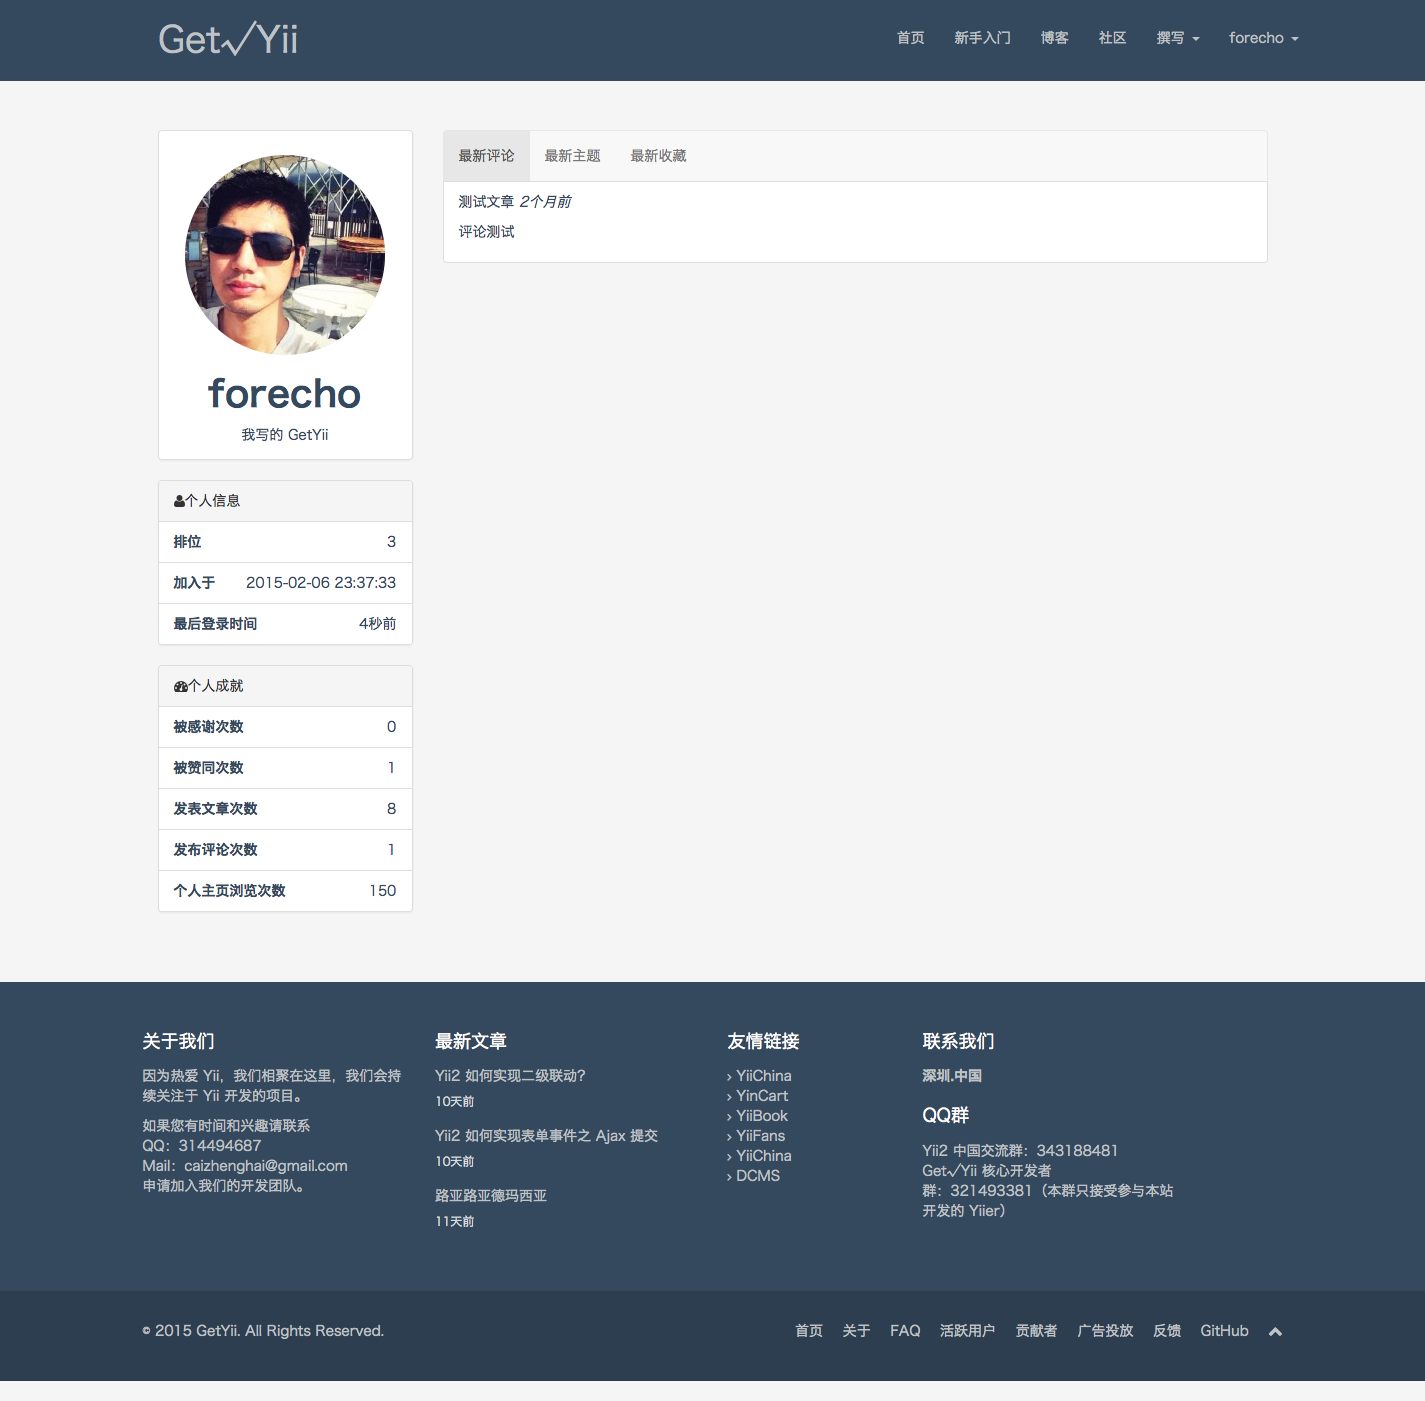 Get√Yii
首页 新手入门 博客 社区 撰写 forecho
最新评论 最新主题 最新收藏
测试文章 2个月前
评论测试
forecho
我写的 GetYii
个人信息
排位 3
加入于 2015-02-06 23:37:33
最后登录时间 4秒前
个人成就
被感谢次数 0
被赞同次数 1
发表文章次数 8
发布评论次数 1
个人主页浏览次数 150
关于我们
因为热爱 Yii，我们相聚在这里，我们会持
续关注于 Yii 开发的项目。
如果您有时间和兴趣请联系
QQ：314494687
Mail：caizhenghai@gmail.com
申请加入我们的开发团队。
最新文章
Yii2 如何实现二级联动？
10天前
Yii2 如何实现表单事件之 Ajax 提交
10天前
路亚路亚德玛西亚
11天前
友情链接
› YiiChina
› YinCart
› YiiBook
› YiiFans
› YiiChina
› DCMS
联系我们
深圳.中国
QQ群
Yii2 中国交流群：343188481
Get√Yii 核心开发者
群：321493381（本群只接受参与本站
开发的 Yiier）
© 2015 GetYii. All Rights Reserved.
首页 关于 FAQ 活跃用户 贡献者 广告投放 反馈 GitHub